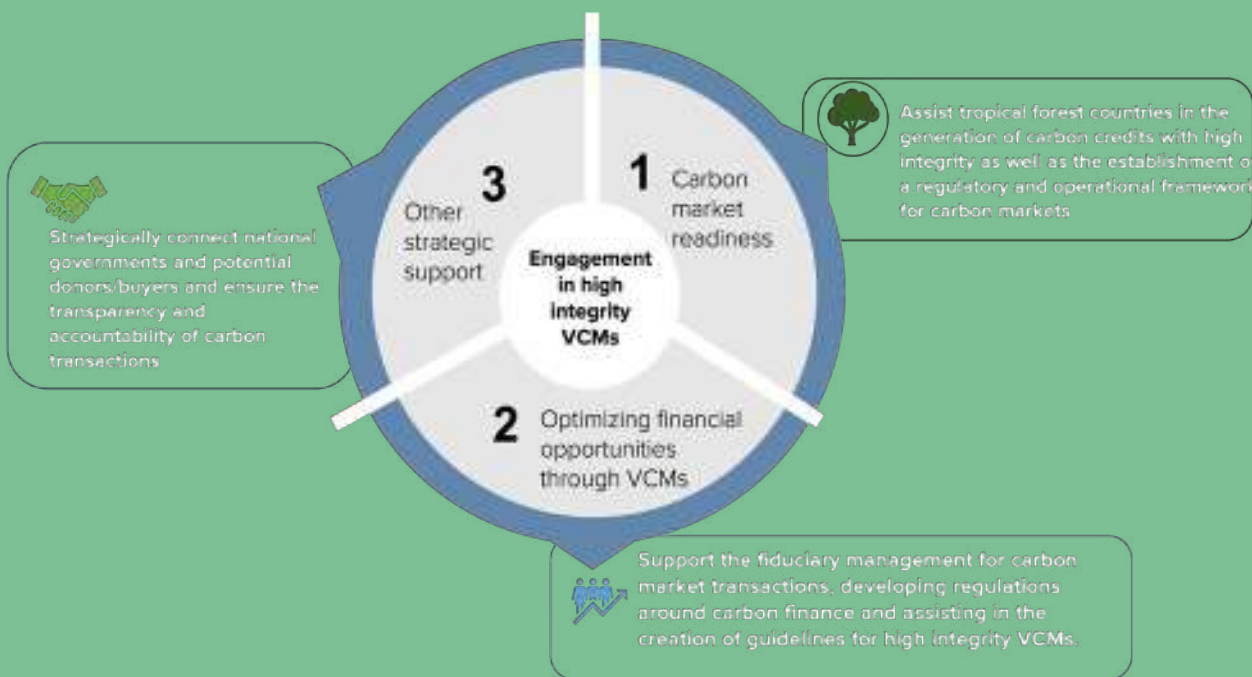 3
Other
strategic
support
1
Carbon
market
readiness
Engagement
in high
integrity
VCMs
2
Optimizing financial
opportunities
through VCMs
Assist tropical forest countries in the
generation of carbon credits with high
integrity as well as the establishment o
a regulatory and operational framework
for carbon markets
Strategically connect national
governments and potential
donors/buyers and ensure the
transparency and
accountability of carbon
transactions
Support the fiduciary management for carbon
market transactions, developing regulations
around carbon finance and assisting in the
creation of guidelines for high integrity VCMs.